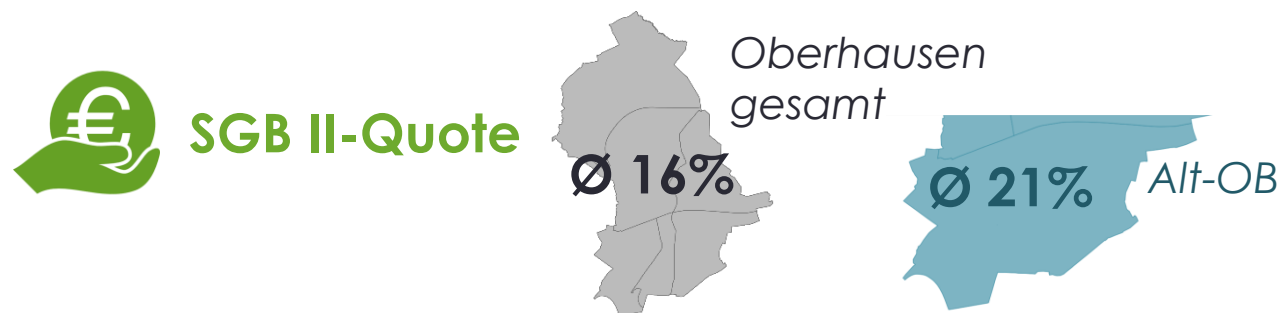 SGB II-Quote
Oberhausen
gesamt
Ø 16%
Ø 21%
Alt-OB